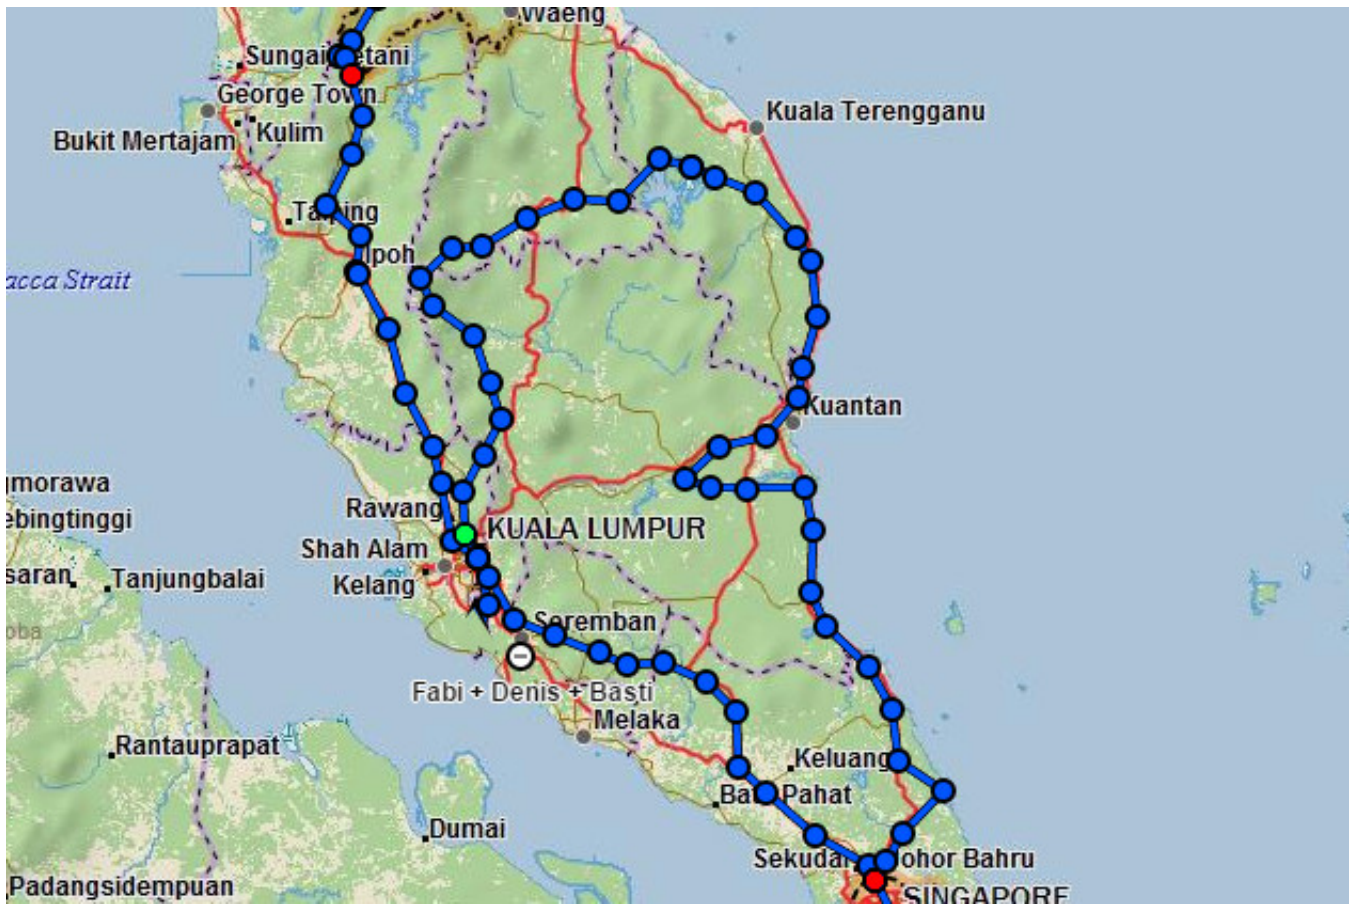 Waeng
Sungai Petani
George Town
Kuala Terengganu
Bukit Mertajam
Kulim
Taiping
Ipoh
acca Strait
Kuantan
gmorawa
ebingtinggi
Rawang
KUALA LUMPUR
Shah Alam
saran
Tanjungbalai
Kelang
oba
Seremban
Fabi + Denis + Basti
Melaka
Rantauprapat
Keluang
Batu Pahat
Dumai
Sekudai
Johor Bahru
Padangsidempuan
SINGAPORE